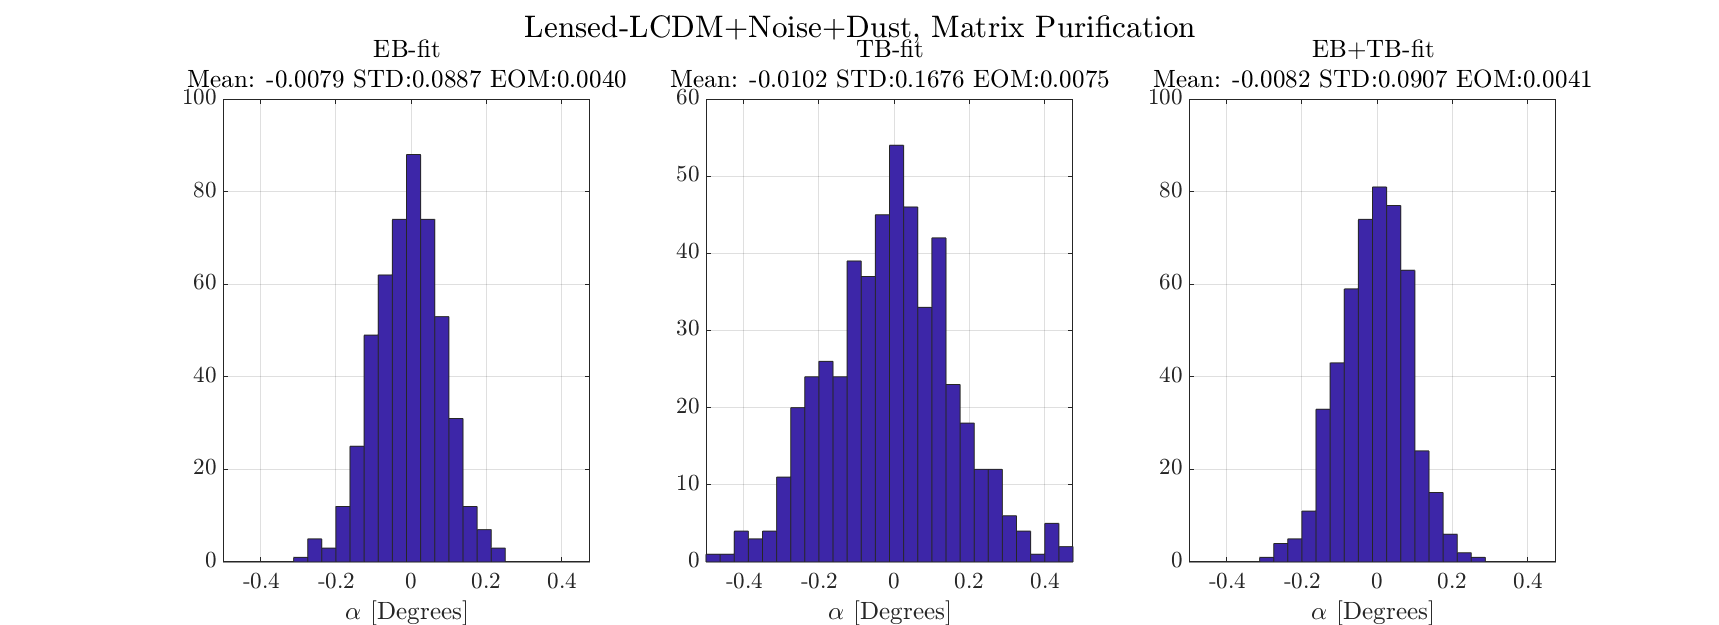 Lensed-LCDM+Noise+Dust, Matrix Purification
EB-fit
Mean: -0.0079 STD:0.0887 EOM:0.0040
100
80
60
40
20
0
-0.4 -0.2 0 0.2 0.4
α [Degrees]
TB-fit
Mean: -0.0102 STD:0.1676 EOM:0.0075
60
50
40
30
20
10
0
-0.4 -0.2 0 0.2 0.4
α [Degrees]
EB+TB-fit
Mean: -0.0082 STD:0.0907 EOM:0.0041
100
80
60
40
20
0
-0.4 -0.2 0 0.2 0.4
α [Degrees]